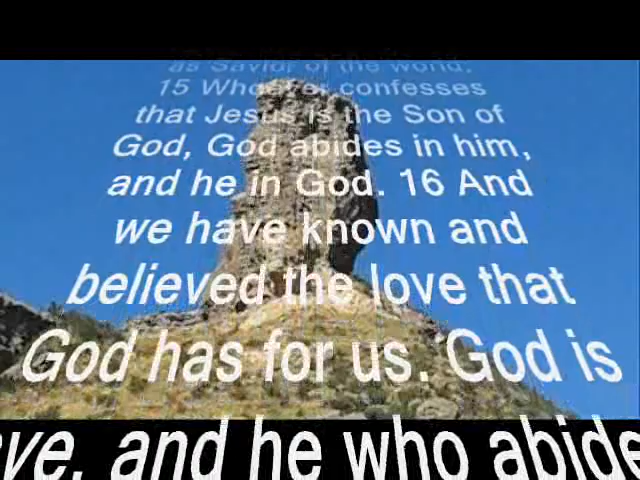 as Savior of the world.
15 Whoever confesses
that Jesus is the Son of
God, God abides in him,
and he in God. 16 And
we have known and
believed the love that
God has for us. God is
ve, and he who abide